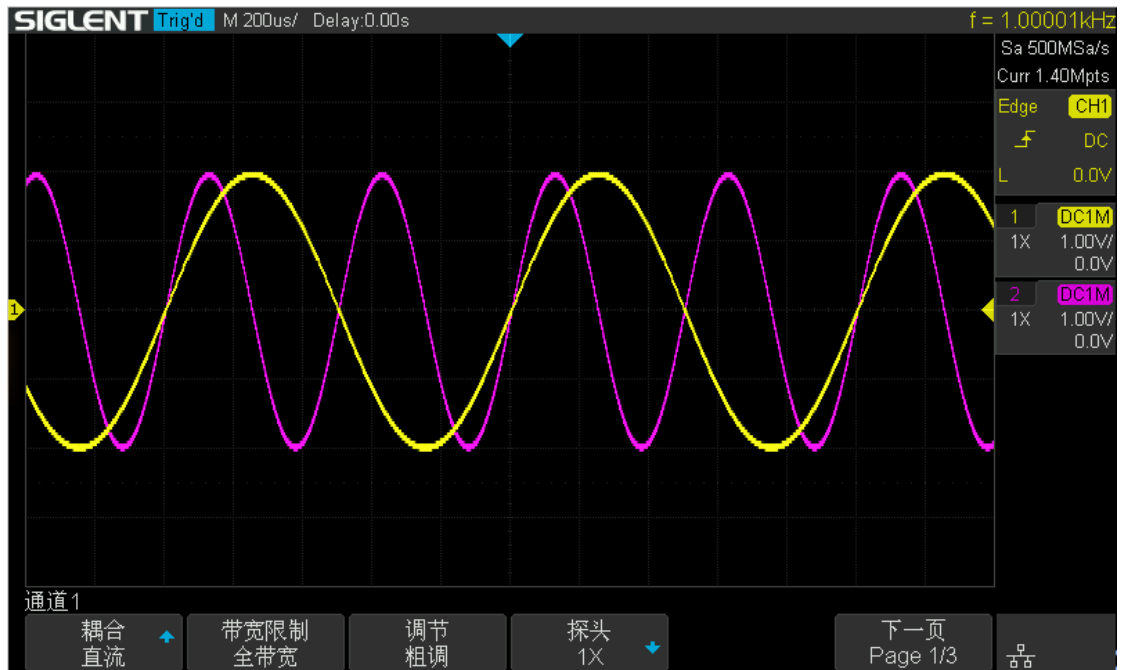 SIGLENT Trig'd M 200us/ Delay:0.00s f = 1.00001kHz
Sa 500MSa/s
Curr 1.40Mpts
Edge CH1
DC
L 0.0V
1 DC1M
1X 1.00V/
0.0V
2 DC1M
1X 1.00V/
0.0V
1
通道1
耦合 带宽限制 调节 探头 下一页
直流 全带宽 粗调 1X Page 1/3